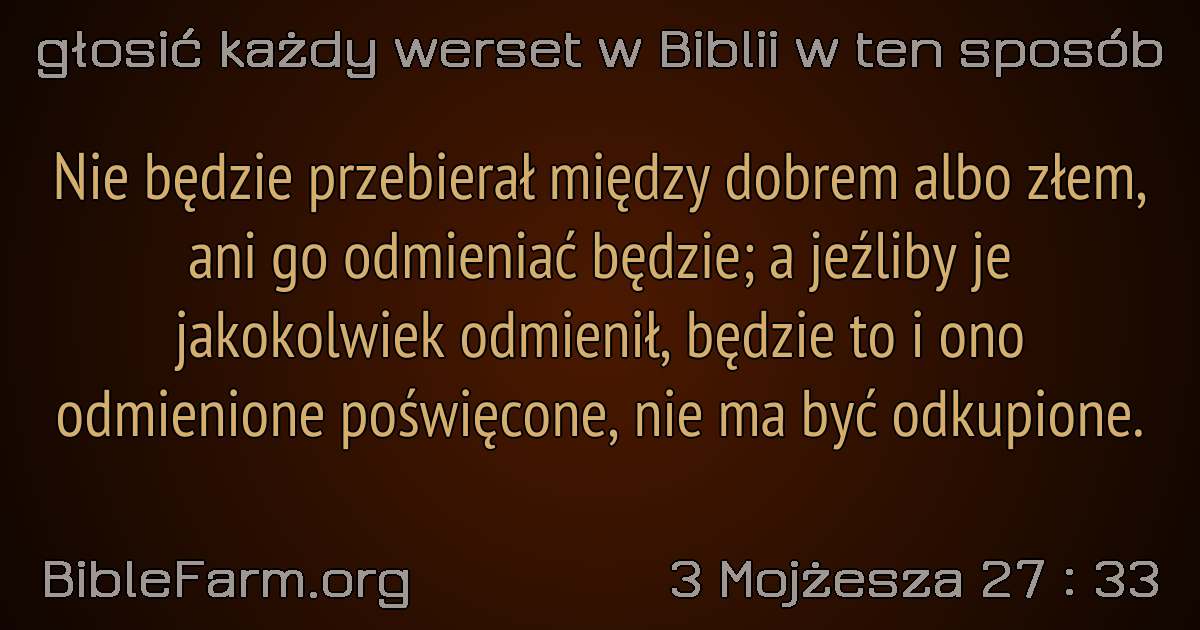 głosić każdy werset w Biblii w ten sposób
Nie będzie przebierał między dobrem albo złem,
ani go odmieniać będzie; a jeźliby je
jakokolwiek odmienił, będzie to i ono
odmienione poświęcone, nie ma być odkupione.
BibleFarm.org
3 Mojżesza 27 : 33